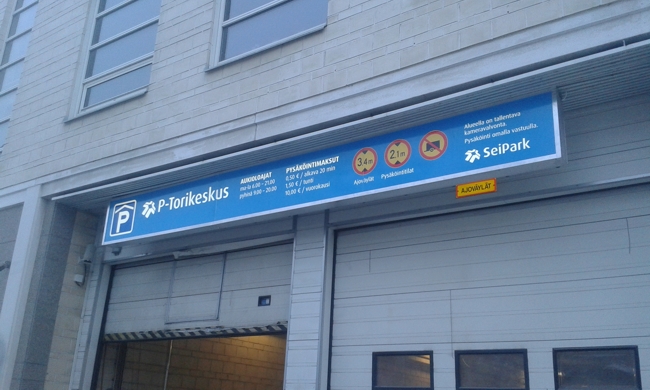 P
P-Torikeskus
AUKIOLOAJAT
ma-la 6.00 - 21.00
pyhinä 9.00 - 20.00
PYSÄKÖINTIMAKSUT
0,50 € / alkava 20 min
1,50 € / tunti
10,00 € / vuorokausi
3,4m
Ajoväylät
2,1m
Pysäköintitilat
Alueella on tallentava
kameravalvonta.
Pysäköinti omalla vastuulla.
SeiPark
AJOVÄYLÄT